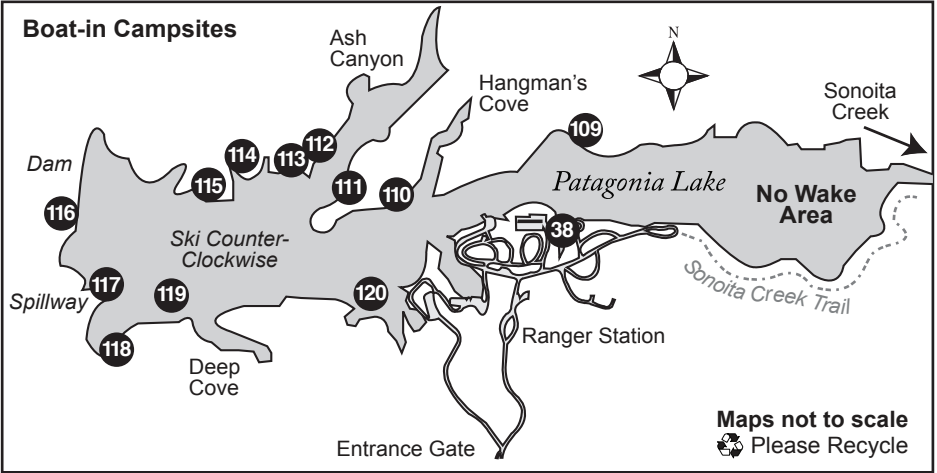 Boat-in Campsites
Ash
Canyon
N
Hangman's
Cove
Sonoita
Creek
109
112
114
113
Dam
115
111
110
Patagonia Lake
No Wake
Area
116
38
Ski Counter-
Clockwise
Sonoita Creek Trail
117
119
120
Spillway
118
Ranger Station
Deep
Cove
Maps not to scale
Please Recycle
Entrance Gate